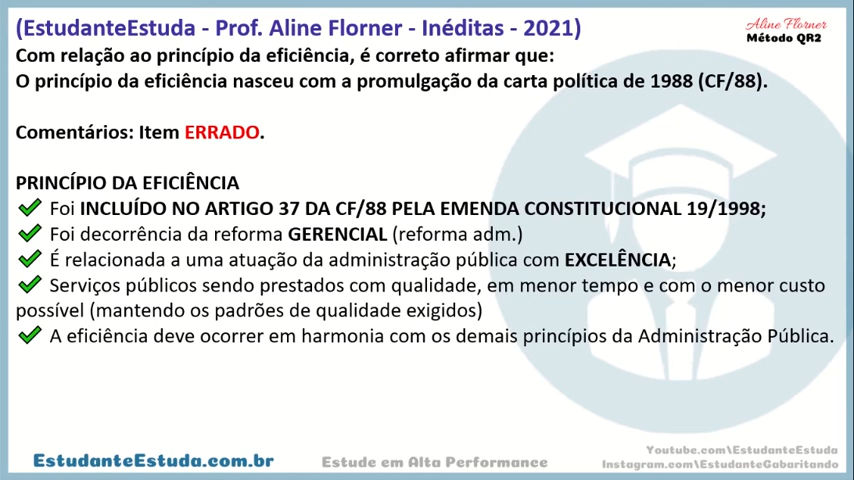 (EstudanteEstuda - Prof. Aline Florner - Inéditas - 2021)
Aline Florner
Método QR2
Com relação ao princípio da eficiência, é correto afirmar que:
O princípio da eficiência nasceu com a promulgação da carta política de 1988 (CF/88).
Comentários: Item ERRADO.
PRINCÍPIO DA EFICIÊNCIA
Foi INCLUÍDO NO ARTIGO 37 DA CF/88 PELA EMENDA CONSTITUCIONAL 19/1998;
Foi decorrência da reforma GERENCIAL (reforma adm.)
É relacionada a uma atuação da administração pública com EXCELÊNCIA;
Serviços públicos sendo prestados com qualidade, em menor tempo e com o menor custo
possível (mantendo os padrões de qualidade exigidos)
A eficiência deve ocorrer em harmonia com os demais princípios da Administração Pública.
EstudanteEstuda.com.br
Estude em Alta Performance
Youtube.com\EstudanteEstuda
Instagram.com\EstudanteGabaritando